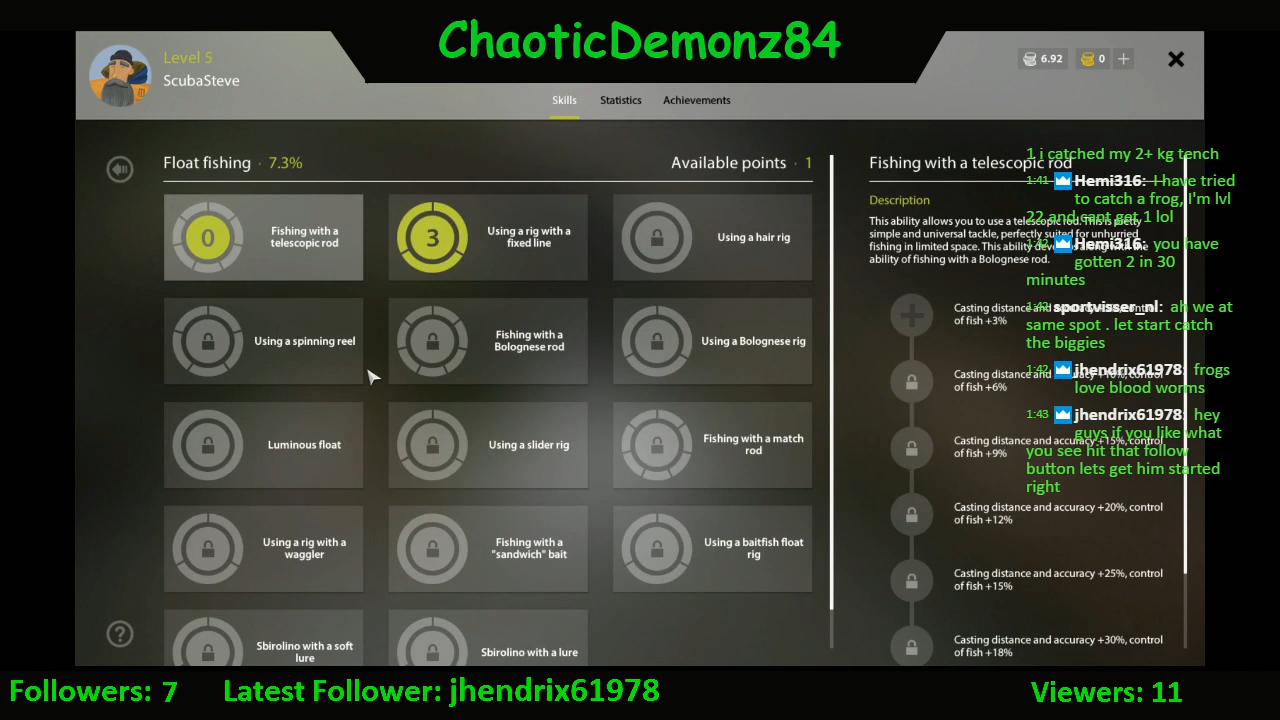 ChaoticDemonz84
Level 5
ScubaSteve
6.92
0
Skills
Statistics
Achievements
Float fishing · 7.3%
Available points · 1
0
Fishing with a
telescopic rod
3
Using a rig with a
fixed line
Using a hair rig
Using a spinning reel
Fishing with a
Bolognese rod
Using a Bolognese rig
Luminous float
Using a slider rig
Fishing with a match
rod
Using a rig with a
waggler
Fishing with a
"sandwich" bait
Using a baitfish float
rig
Sbirolino with a soft
lure
Sbirolino with a lure
Fishing with a telescopic rod
Description
This ability allows you to use a telescopic rod. This is
simple and universal tackle, perfectly suited for unhurried
fishing in limited space. This ability
ability of fishing with a Bolognese rod.
Casting distance and
of fish +3%
Casting distance and
of fish +6%
Casting distance and accuracy +15%, control
of fish +9%
Casting distance and accuracy +20%, control
of fish +12%
Casting distance and accuracy +25%, control
of fish +15%
Casting distance and accuracy +30%, control
of fish +18%
1 i catched my 2+ kg tench
1:41 Hemi316: I have tried
to catch a frog, I'm lvl
22 and cant get 1 lol
1:42 Hemi316: you have
gotten 2 in 30
minutes
1:42 sportvisser_nl: ah we at
same spot . let start catch
the biggies
1:42 jhendrix61978: frogs
love blood worms
1:43 jhendrix61978: hey
guys if you like what
you see hit that follow
button lets get him started
right
?
Followers: 7
Latest Follower: jhendrix61978
Viewers: 11